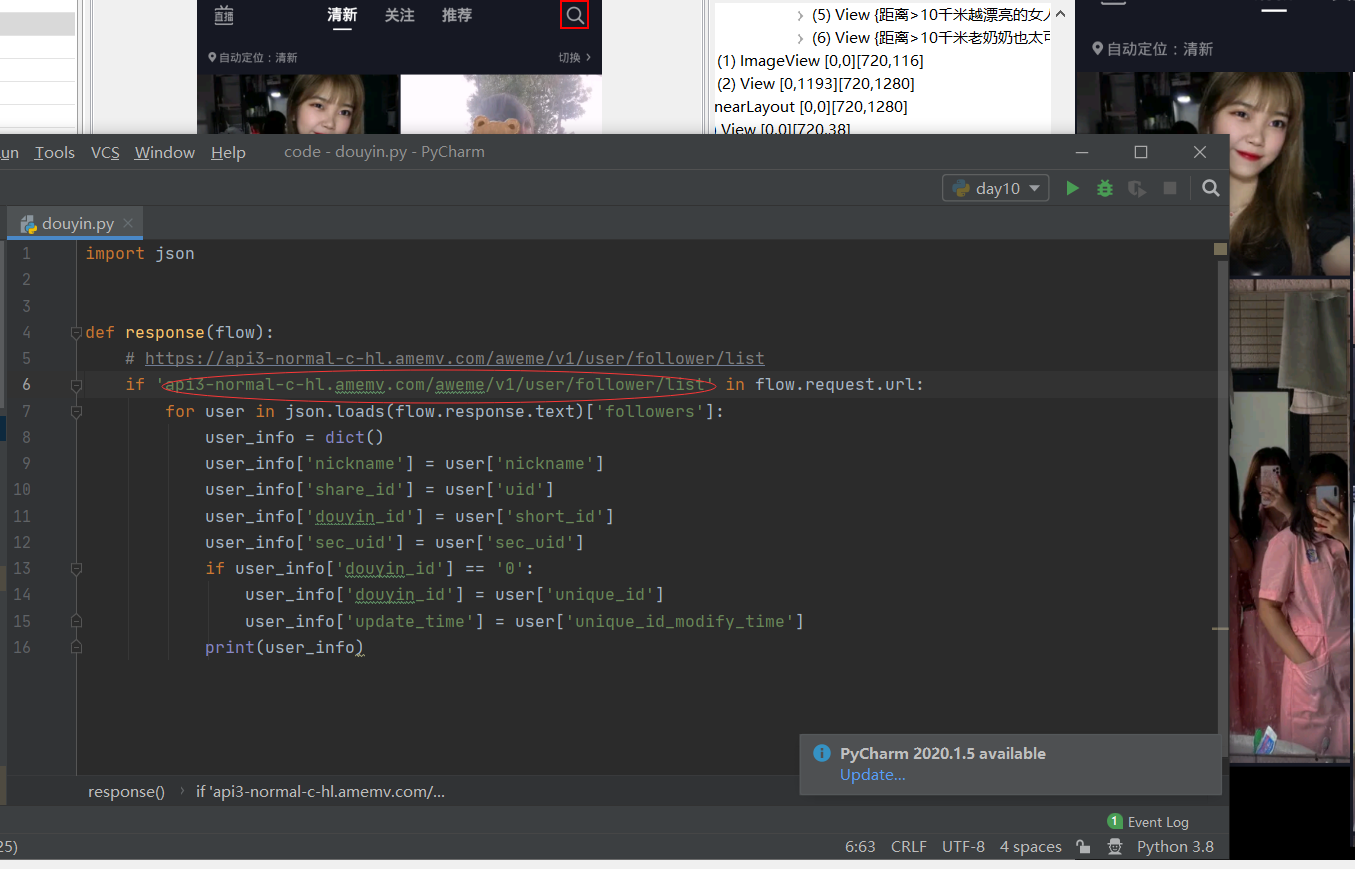 直播 清新 关注 推荐
自动定位：清新 切换
(5) View {距离>10千米越漂亮的女人
(6) View {距离>10千米老奶奶也太可
(1) ImageView [0,0][720,116]
(2) View [0,1193][720,1280]
nearLayout [0,0][720,1280]
View [0,0][720,38]
自动定位：清新
un Tools VCS Window Help code - douyin.py - PyCharm
day10
douyin.py
1 import json
2
3
4 def response(flow):
5 # https://api3-normal-c-hl.amemv.com/aweme/v1/user/follower/list
6 if 'api3-normal-c-hl.amemv.com/aweme/v1/user/follower/list' in flow.request.url:
7 for user in json.loads(flow.response.text)['followers']:
8 user_info = dict()
9 user_info['nickname'] = user['nickname']
10 user_info['share_id'] = user['uid']
11 user_info['douyin_id'] = user['short_id']
12 user_info['sec_uid'] = user['sec_uid']
13 if user_info['douyin_id'] == '0':
14 user_info['douyin_id'] = user['unique_id']
15 user_info['update_time'] = user['unique_id_modify_time']
16 print(user_info)
PyCharm 2020.1.5 available
Update...
response() › if 'api3-normal-c-hl.amemv.com/...
1 Event Log
25) 6:63 CRLF UTF-8 4 spaces Python 3.8